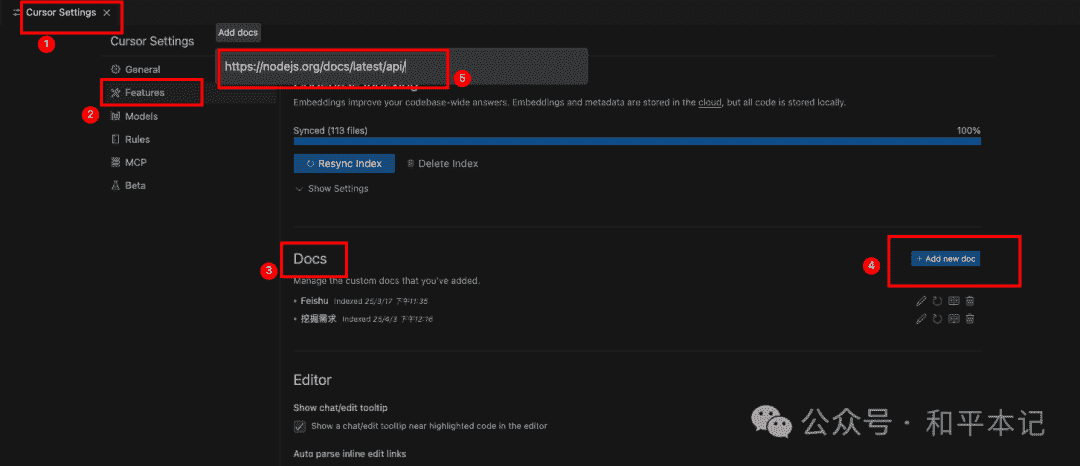 Cursor Settings
1
Cursor Settings
General
2
Features
Models
Rules
MCP
Beta
Add docs
https://nodejs.org/docs/latest/api/
5
Embeddings improve your codebase-wide answers. Embeddings and metadata are stored in the cloud, but all code is stored locally.
Synced (113 files)
100%
Resync Index
Delete Index
Show Settings
3
Docs
4
+ Add new doc
Manage the custom docs that you've added.
• Feishu Indexed 25/3/17 下午11:35
• 挖掘需求 Indexed 25/4/3 下午12:16
Editor
Show chat/edit tooltip
Show a chat/edit tooltip near highlighted code in the editor
Auto parse inline edit links
公众号 · 和平本记